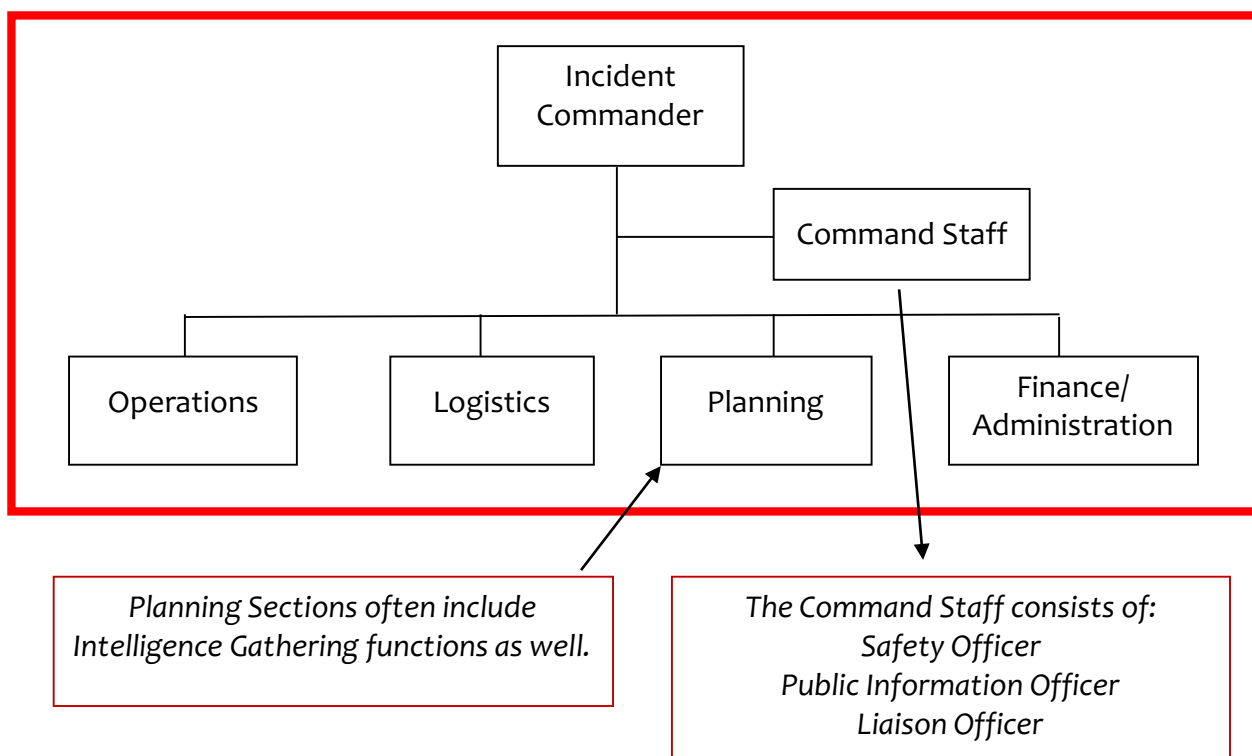 Incident
Commander
Command Staff
Operations
Logistics
Planning
Finance/
Administration
Planning Sections often include
Intelligence Gathering functions as well.
The Command Staff consists of:
Safety Officer
Public Information Officer
Liaison Officer